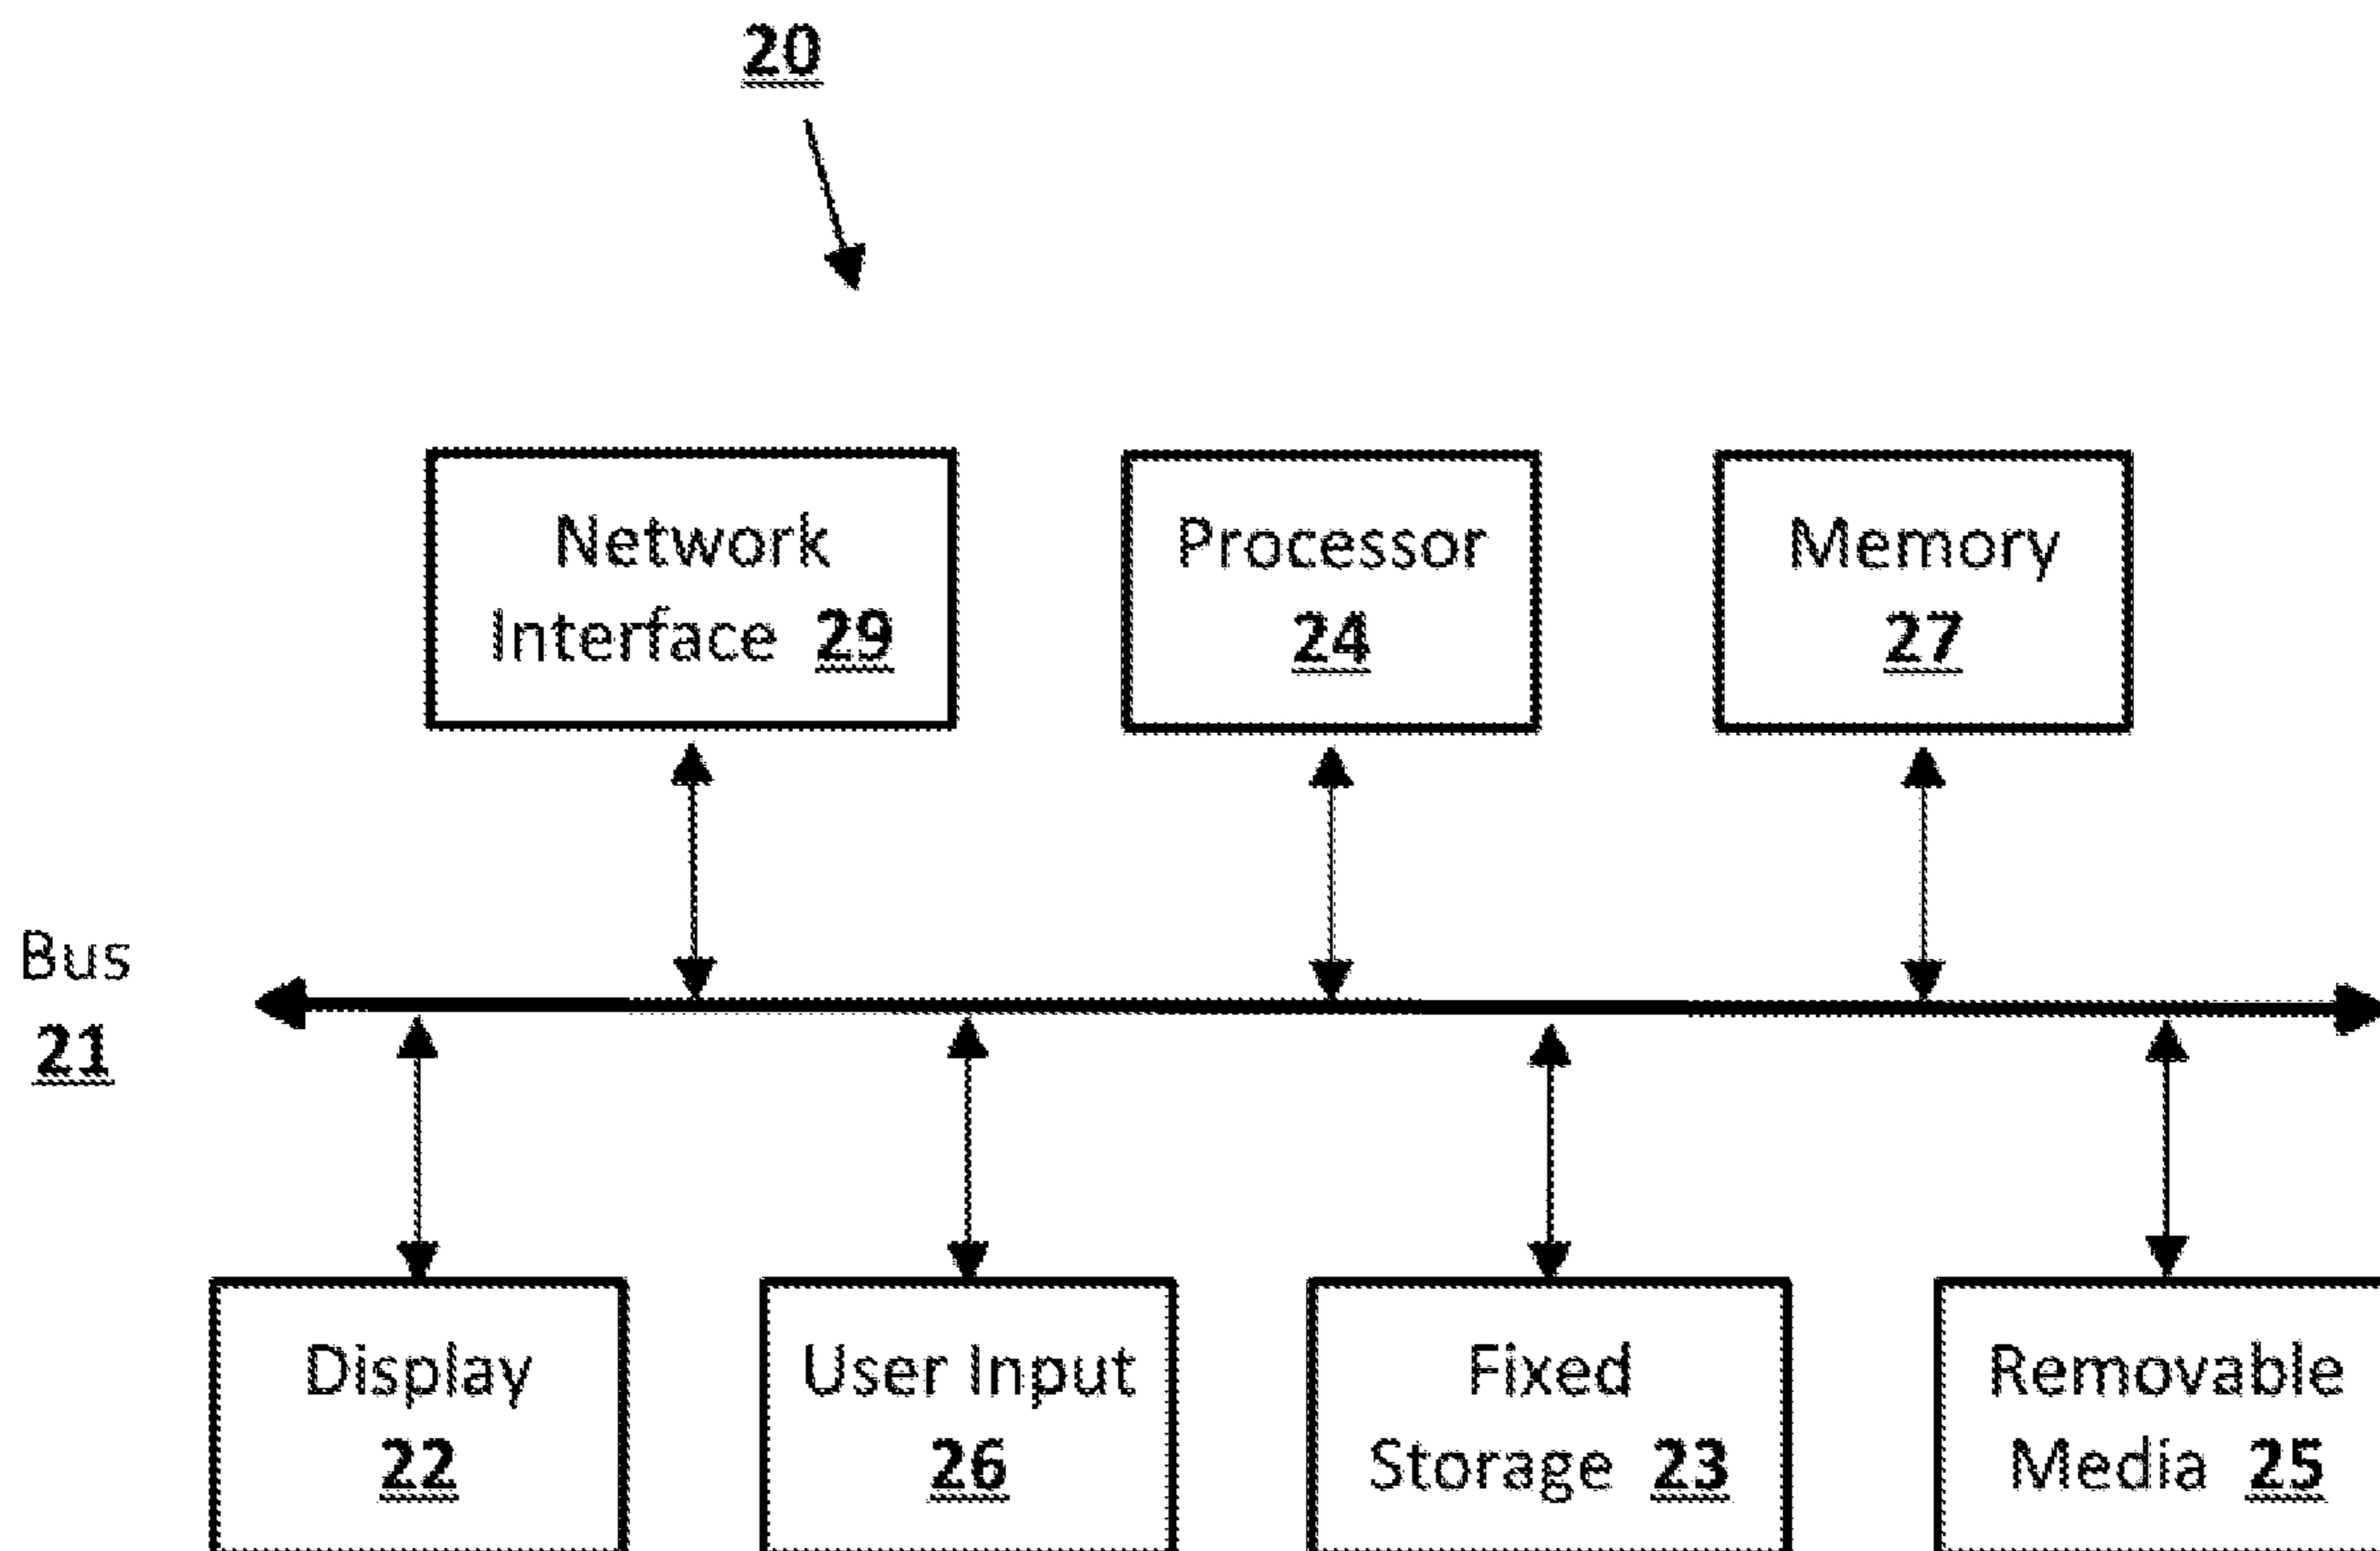 20
Network
Interface 29
Processor
24
Memory
27
Bus
21
Display
22
User Input
26
Fixed
Storage 23
Removable
Media 25